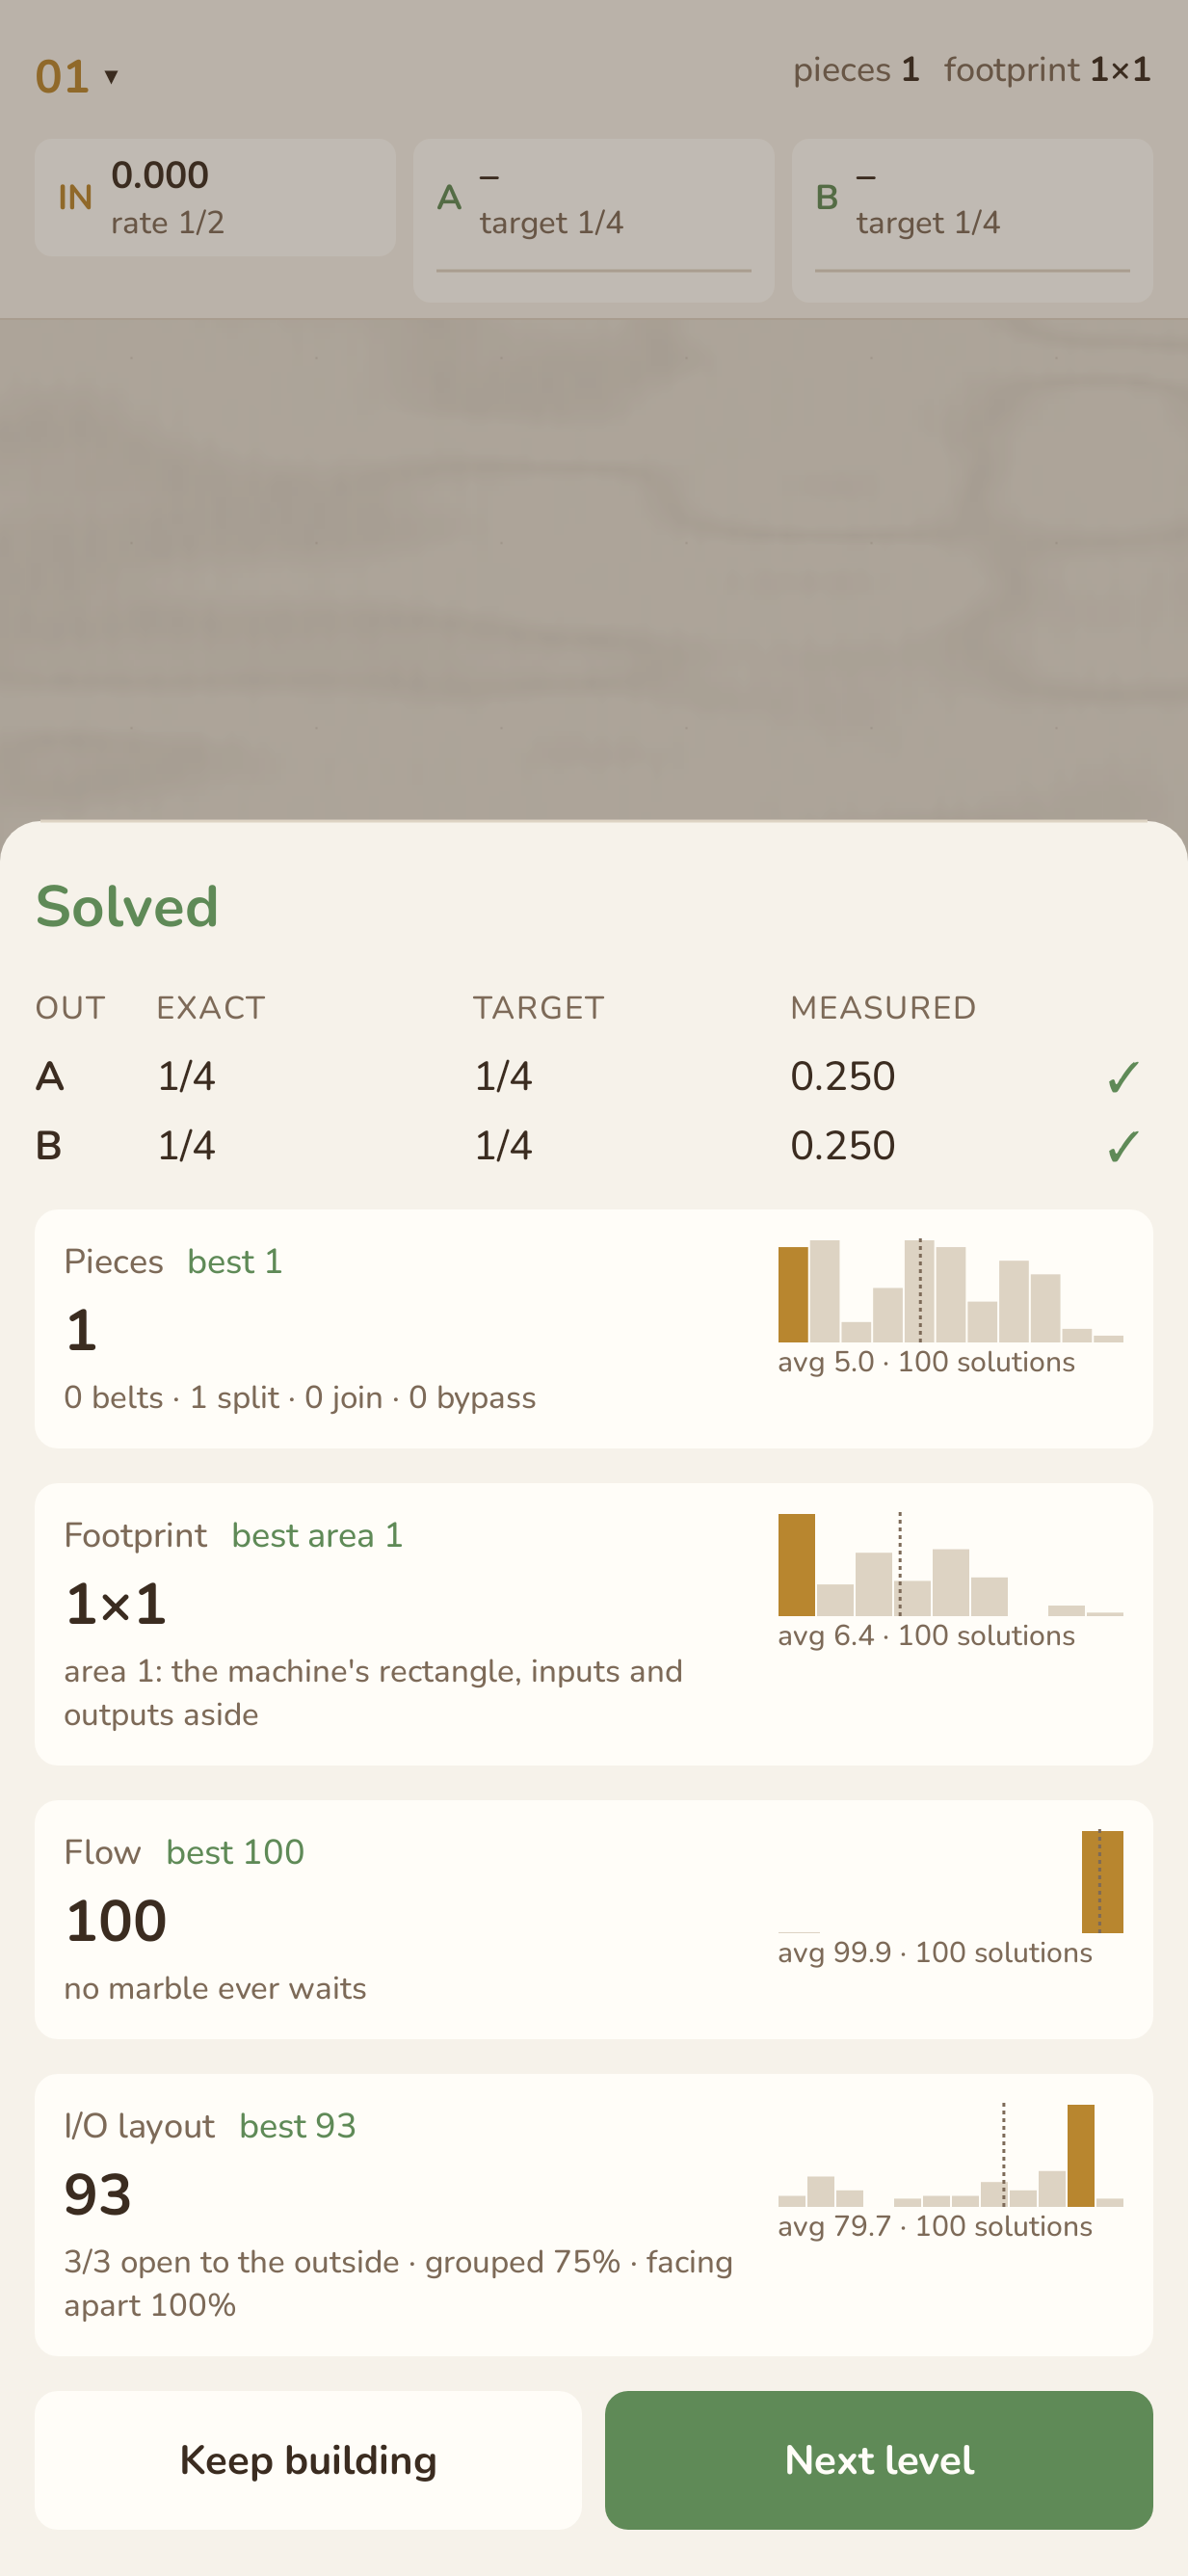 01 ▾
pieces 1 footprint 1×1
IN 0.000
rate 1/2
A –
target 1/4
B –
target 1/4
Solved
OUT EXACT TARGET MEASURED
A 1/4 1/4 0.250 ✓
B 1/4 1/4 0.250 ✓
Pieces best 1
1
0 belts · 1 split · 0 join · 0 bypass
avg 5.0 · 100 solutions
Footprint best area 1
1×1
area 1: the machine's rectangle, inputs and
outputs aside
avg 6.4 · 100 solutions
Flow best 100
100
no marble ever waits
avg 99.9 · 100 solutions
I/O layout best 93
93
3/3 open to the outside · grouped 75% · facing
apart 100%
avg 79.7 · 100 solutions
Keep building
Next level